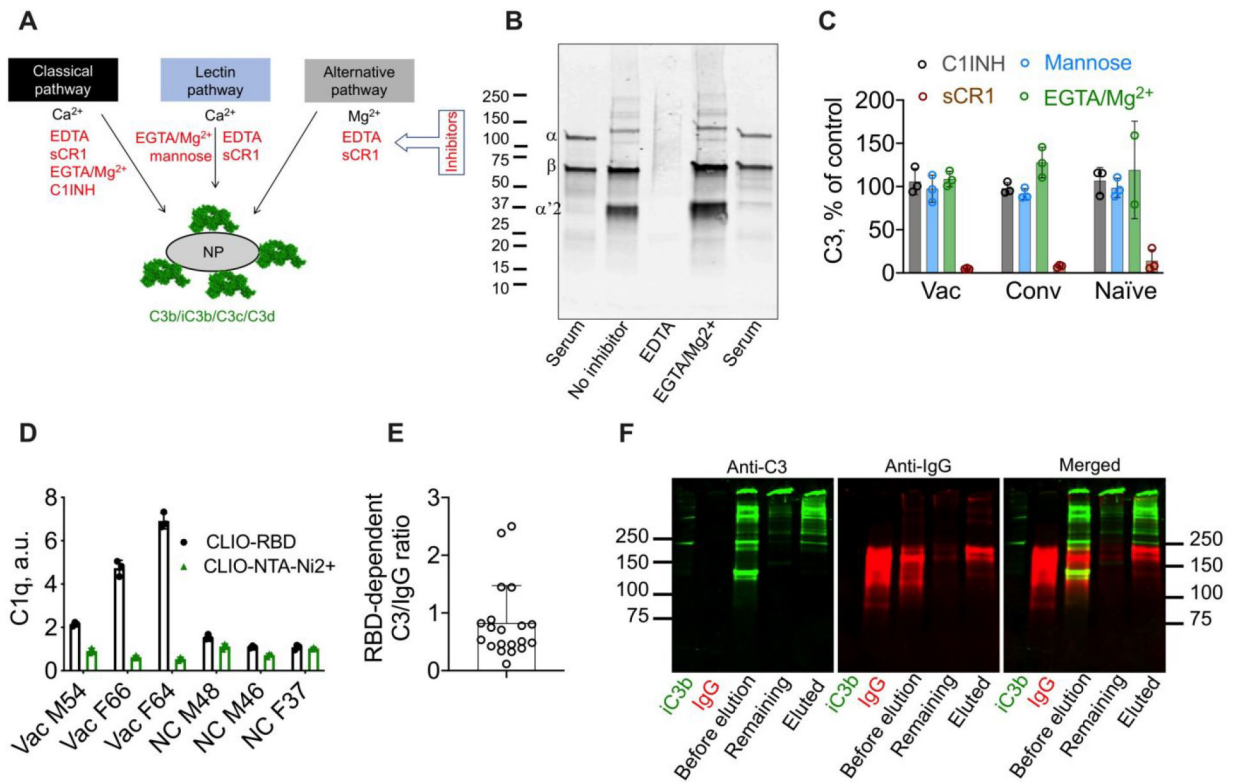 A
Classical
pathway
Lectin
pathway
Alternative
pathway
Ca2+
Ca2+
Mg2+
EDTA
sCR1
EGTA/Mg2+
C1INH
EGTA/Mg2+
mannose
EDTA
sCR1
EDTA
sCR1
Inhibitors
NP
C3b/iC3b/C3c/C3d
B
250
150
100
75
50
37
25
20
15
10
α
β
α'2
Serum
No inhibitor
EDTA
EGTA/Mg2+
Serum
C
C1INH
Mannose
sCR1
EGTA/Mg2+
C3, % of control
200
150
100
50
0
Vac
Conv
Naïve
D
C1q, a.u.
8
6
4
2
0
CLIO-RBD
CLIO-NTA-Ni2+
Vac M54
Vac F66
Vac F64
NC M48
NC M46
NC F37
E
RBD-dependent
C3/IgG ratio
3
2
1
0
F
Anti-C3
Anti-IgG
Merged
250
150
100
75
250
150
100
75
iC3b
IgG
Before elution
Remaining
Eluted
iC3b
IgG
Before elution
Remaining
Eluted
iC3b
IgG
Before elution
Remaining
Eluted